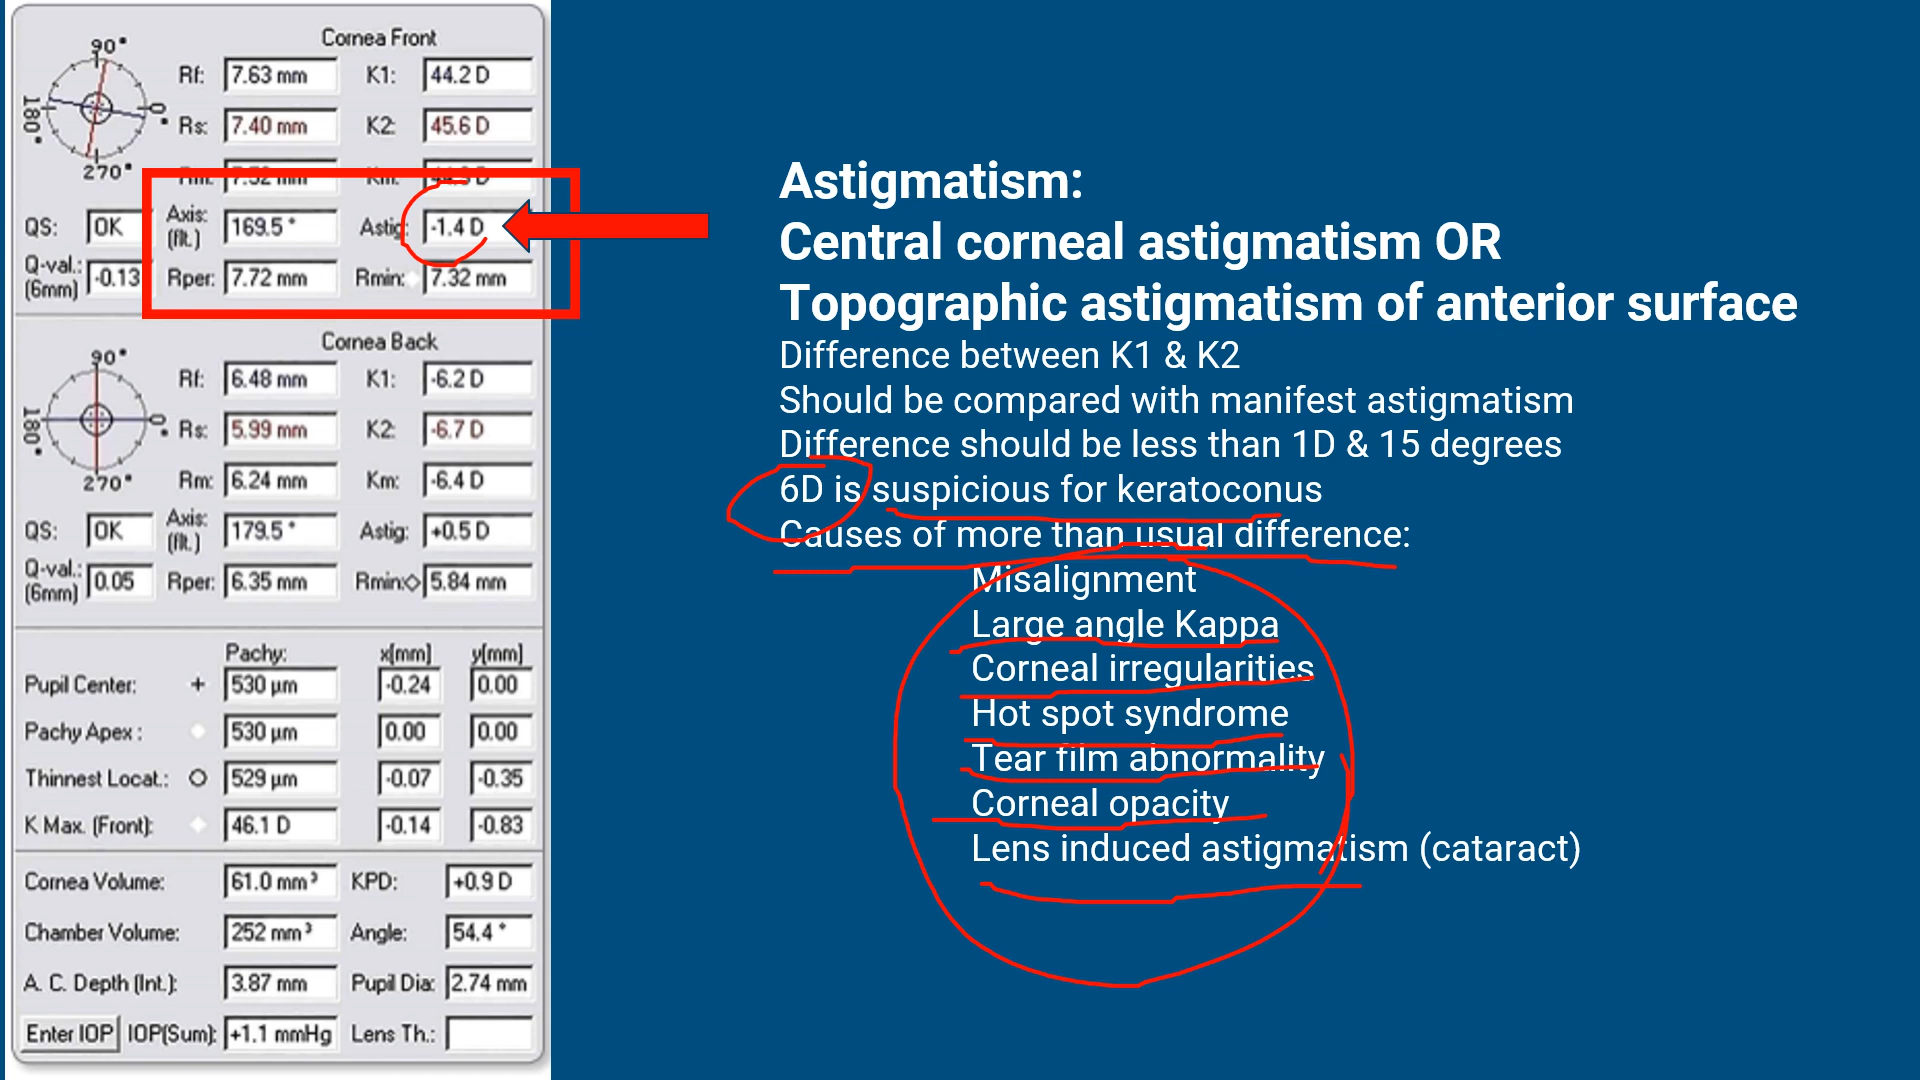 Cornea Front
90°
180°
0°
270°
Rf: 7.63 mm K1: 44.2 D
Rs: 7.40 mm K2: 45.6 D
Rm: 7.52 mm Km: 44.9 D
QS: OK Axis: (flt.) 169.5° Astig: -1.4 D
Q-val.: (6mm) -0.13 Rper: 7.72 mm Rmin: 7.32 mm
Cornea Back
90°
180°
0°
270°
Rf: 6.48 mm K1: -6.2 D
Rs: 5.99 mm K2: -6.7 D
Rm: 6.24 mm Km: -6.4 D
QS: OK Axis: (flt.) 179.5° Astig: +0.5 D
Q-val.: (6mm) 0.05 Rper: 6.35 mm Rmin: 5.84 mm
Pachy: x[mm] y[mm]
Pupil Center: + 530 µm -0.24 0.00
Pachy Apex : 530 µm 0.00 0.00
Thinnest Locat.: O 529 µm -0.07 -0.35
K Max. (Front): 46.1 D -0.14 -0.83
Cornea Volume: 61.0 mm³ KPD: +0.9 D
Chamber Volume: 252 mm³ Angle: 54.4°
A. C. Depth (Int.): 3.87 mm Pupil Dia: 2.74 mm
Enter IOP IOP(Sum): +1.1 mmHg Lens Th.:
Astigmatism:
Central corneal astigmatism OR
Topographic astigmatism of anterior surface
Difference between K1 & K2
Should be compared with manifest astigmatism
Difference should be less than 1D & 15 degrees
6D is suspicious for keratoconus
Causes of more than usual difference:
Misalignment
Large angle Kappa
Corneal irregularities
Hot spot syndrome
Tear film abnormality
Corneal opacity
Lens induced astigmatism (cataract)